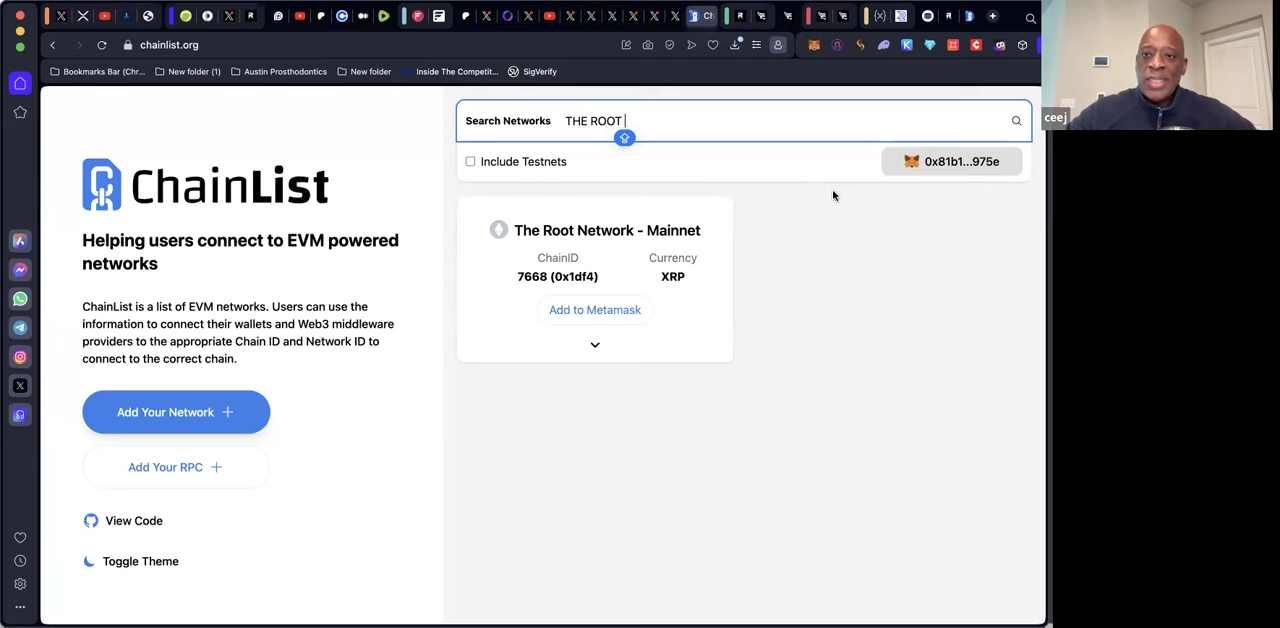 Ch
chainlist.org
Bookmarks Bar (Chr...
New folder (1)
Austin Prosthodontics
New folder
Inside The Competit...
SigVerify
ceej
Search Networks THE ROOT
Include Testnets
0x81b1...975e
ChainList
Helping users connect to EVM powered
networks
ChainList is a list of EVM networks. Users can use the
information to connect their wallets and Web3 middleware
providers to the appropriate Chain ID and Network ID to
connect to the correct chain.
Add Your Network
Add Your RPC
View Code
Toggle Theme
The Root Network - Mainnet
ChainID Currency
7668 (0x1df4) XRP
Add to Metamask